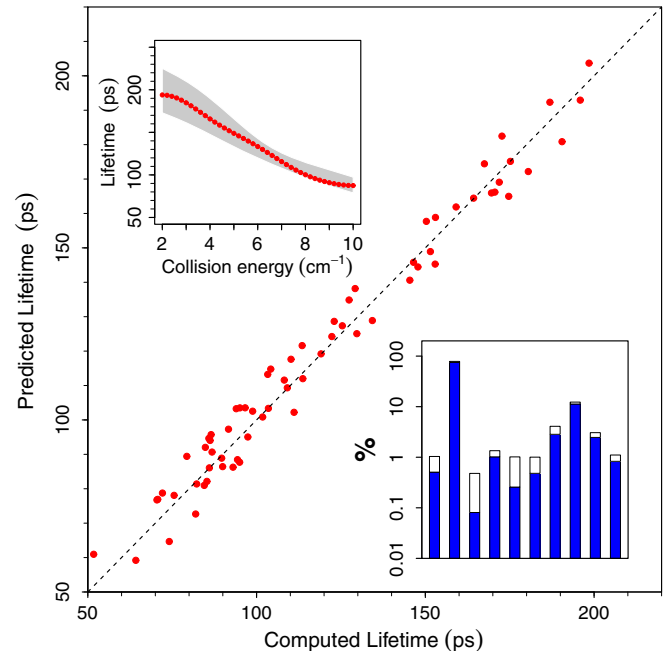 Predicted Lifetime (ps)
200
150
100
50
Lifetime (ps)
200
100
50
2 4 6 8 10
Collision energy (cm⁻¹)
%
100
10
1
0.1
0.01
50 100 150 200
Computed Lifetime (ps)